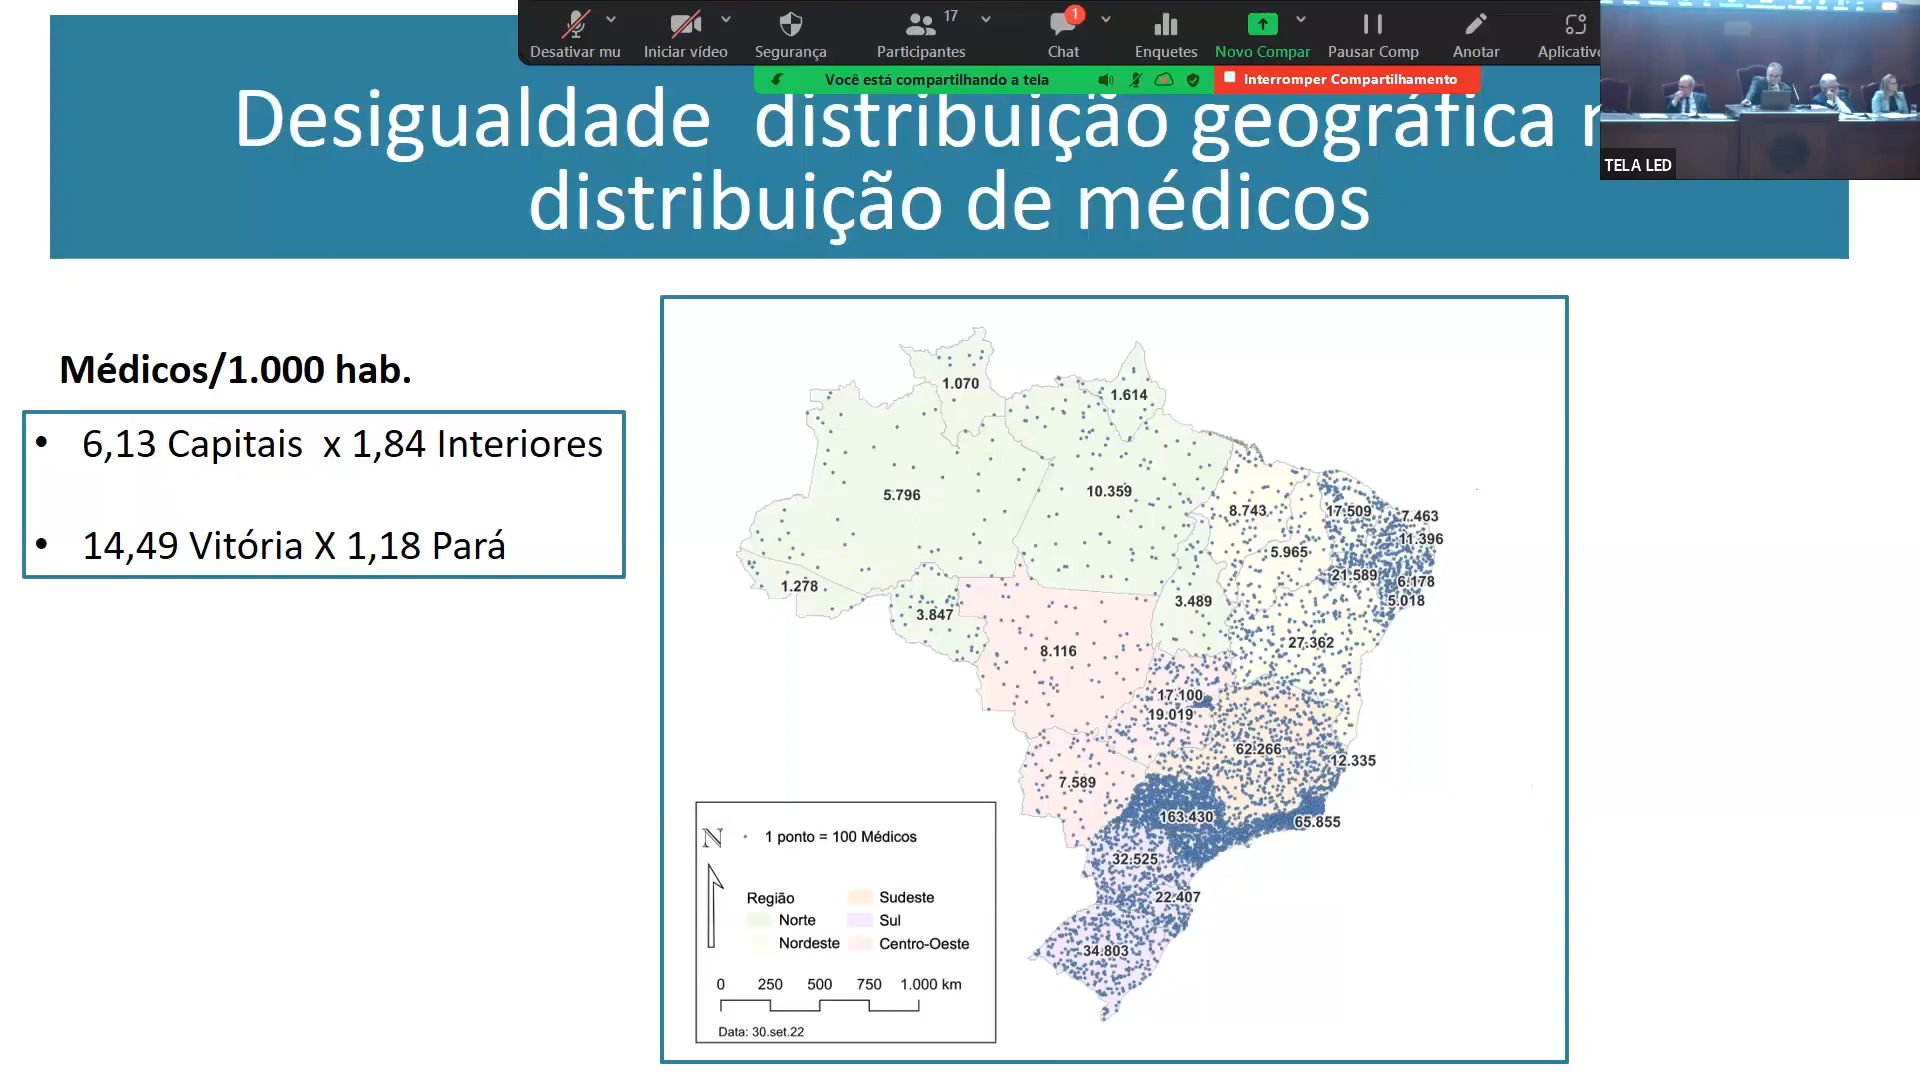 Desativar mu
Iniciar vídeo
Segurança
17
Participantes
1
Chat
Enquetes
Novo Compar
Pausar Comp
Anotar
Aplicativo
Você está compartilhando a tela
Interromper Compartilhamento
TELA LED
Desigualdade distribuição geográfica
distribuição de médicos
Médicos/1.000 hab.
• 6,13 Capitais x 1,84 Interiores
• 14,49 Vitória X 1,18 Pará
1.070
1.614
5.796
10.359
8.743
17.509
7.463
11.396
5.965
21.589
6.178
5.018
1.278
3.847
3.489
8.116
27.362
17.100
19.019
62.266
12.335
7.589
163.430
65.855
32.525
22.407
34.803
N
1 ponto = 100 Médicos
Região
Norte
Nordeste
Sudeste
Sul
Centro-Oeste
0 250 500 750 1.000 km
Data: 30.set.22